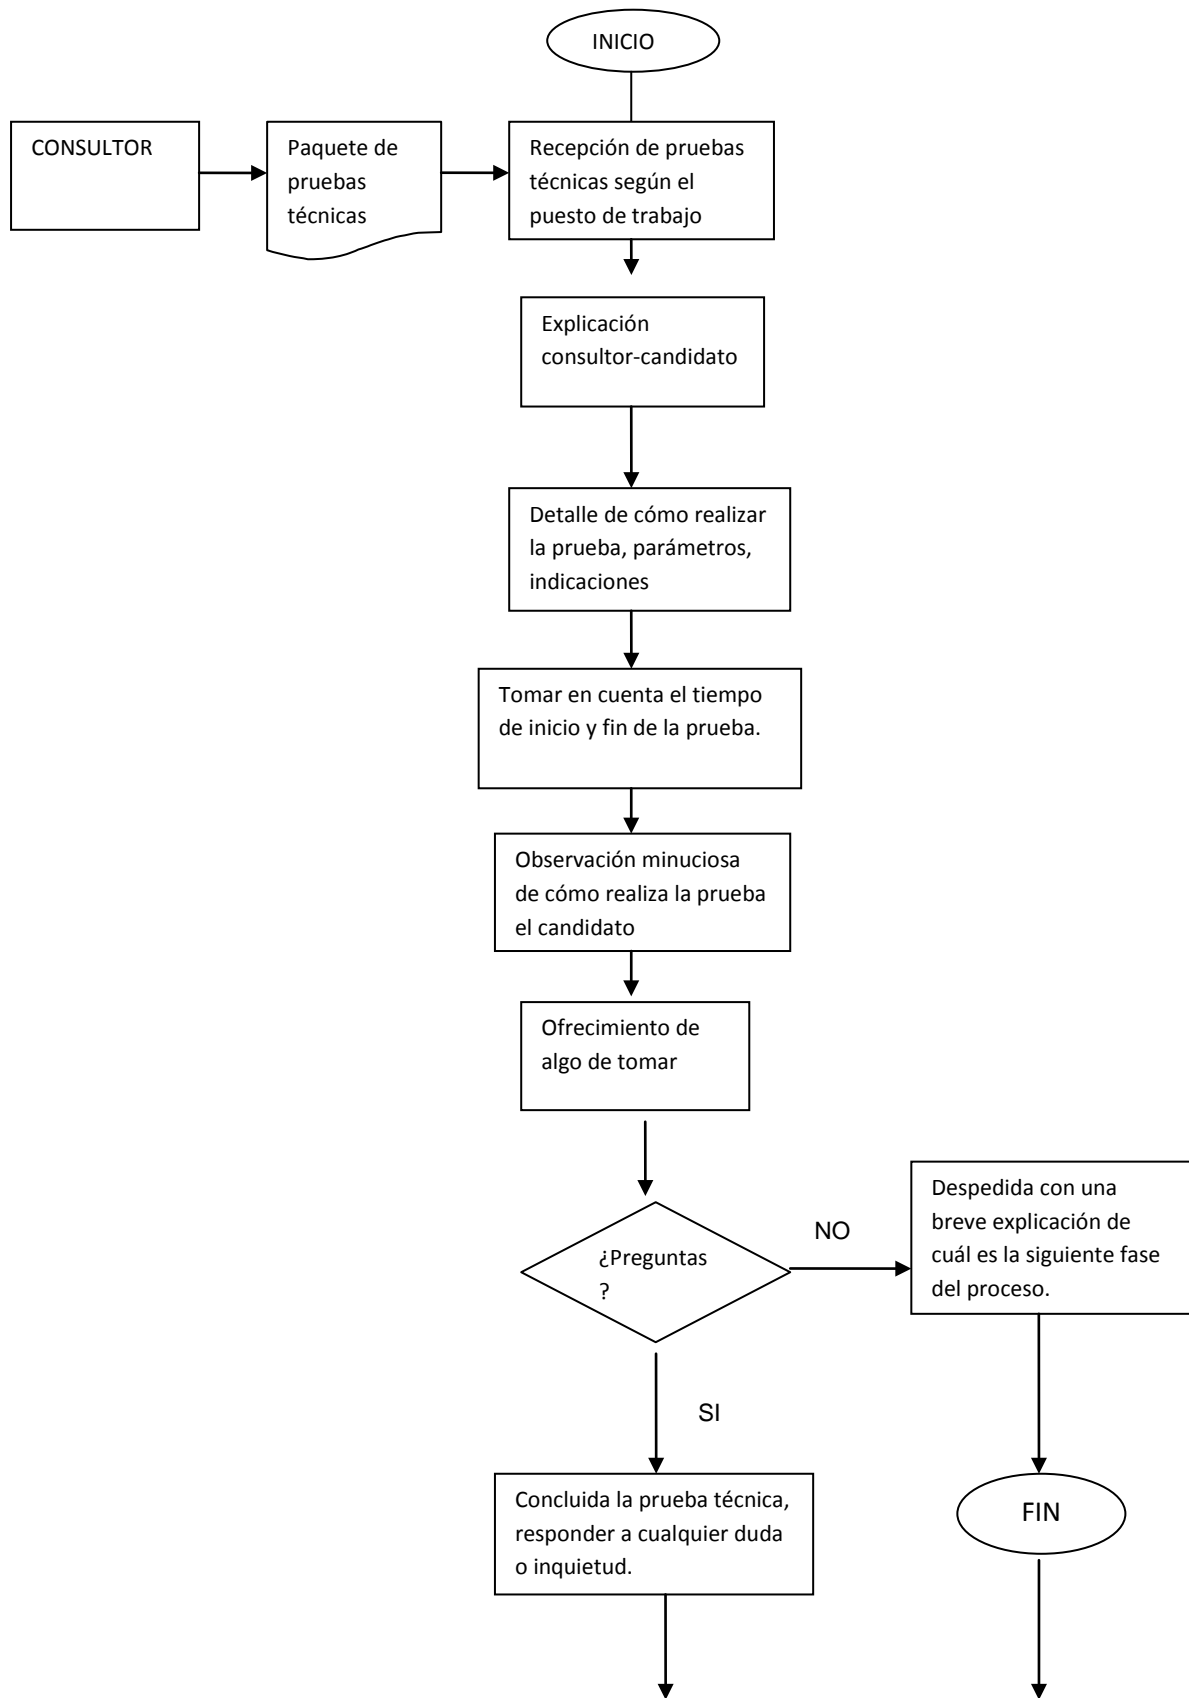 INICIO
CONSULTOR
Paquete de
pruebas
técnicas
Recepción de pruebas
técnicas según el
puesto de trabajo
Explicación
consultor-candidato
Detalle de cómo realizar
la prueba, parámetros,
indicaciones
Tomar en cuenta el tiempo
de inicio y fin de la prueba.
Observación minuciosa
de cómo realiza la prueba
el candidato
Ofrecimiento de
algo de tomar
¿Preguntas
?
NO
Despedida con una
breve explicación de
cuál es la siguiente fase
del proceso.
SI
Concluida la prueba técnica,
responder a cualquier duda
o inquietud.
FIN